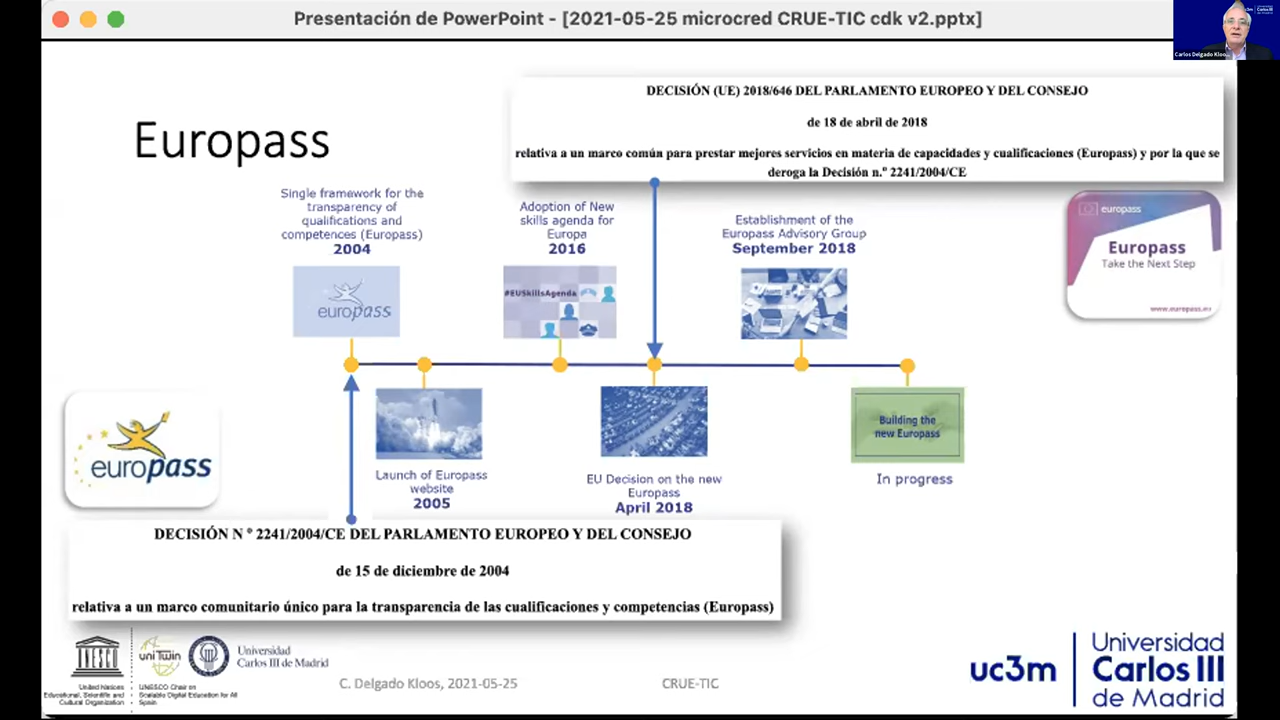 Presentación de PowerPoint - [2021-05-25 microcred CRUE-TIC cdk v2.pptx]
Carlos Delgado Kloos
Europass
DECISIÓN (UE) 2018/646 DEL PARLAMENTO EUROPEO Y DEL CONSEJO
de 18 de abril de 2018
relativa a un marco común para prestar mejores servicios en materia de capacidades y cualificaciones (Europass) y por la que se
deroga la Decisión n.º 2241/2004/CE
Single framework for the
transparency of
qualifications and
competences (Europass)
2004
Adoption of New
skills agenda for
Europa
2016
Establishment of the
Europass Advisory Group
September 2018
europass
Europass
Take the Next Step
www.europass.eu
europass
#EUSkillsAgenda
europass
Launch of Europass
website
2005
EU Decision on the new
Europass
April 2018
Building the
new Europass
In progress
DECISIÓN N º 2241/2004/CE DEL PARLAMENTO EUROPEO Y DEL CONSEJO
de 15 de diciembre de 2004
relativa a un marco comunitario único para la transparencia de las cualificaciones y competencias (Europass)
UNESCO
United Nations
Educational, Scientific and
Cultural Organization
uniTwin
UNESCO Chair on
Scalable Digital Education for All
Spain
Universidad
Carlos III de Madrid
C. Delgado Kloos, 2021-05-25
CRUE-TIC
uc3m
Universidad
Carlos III
de Madrid